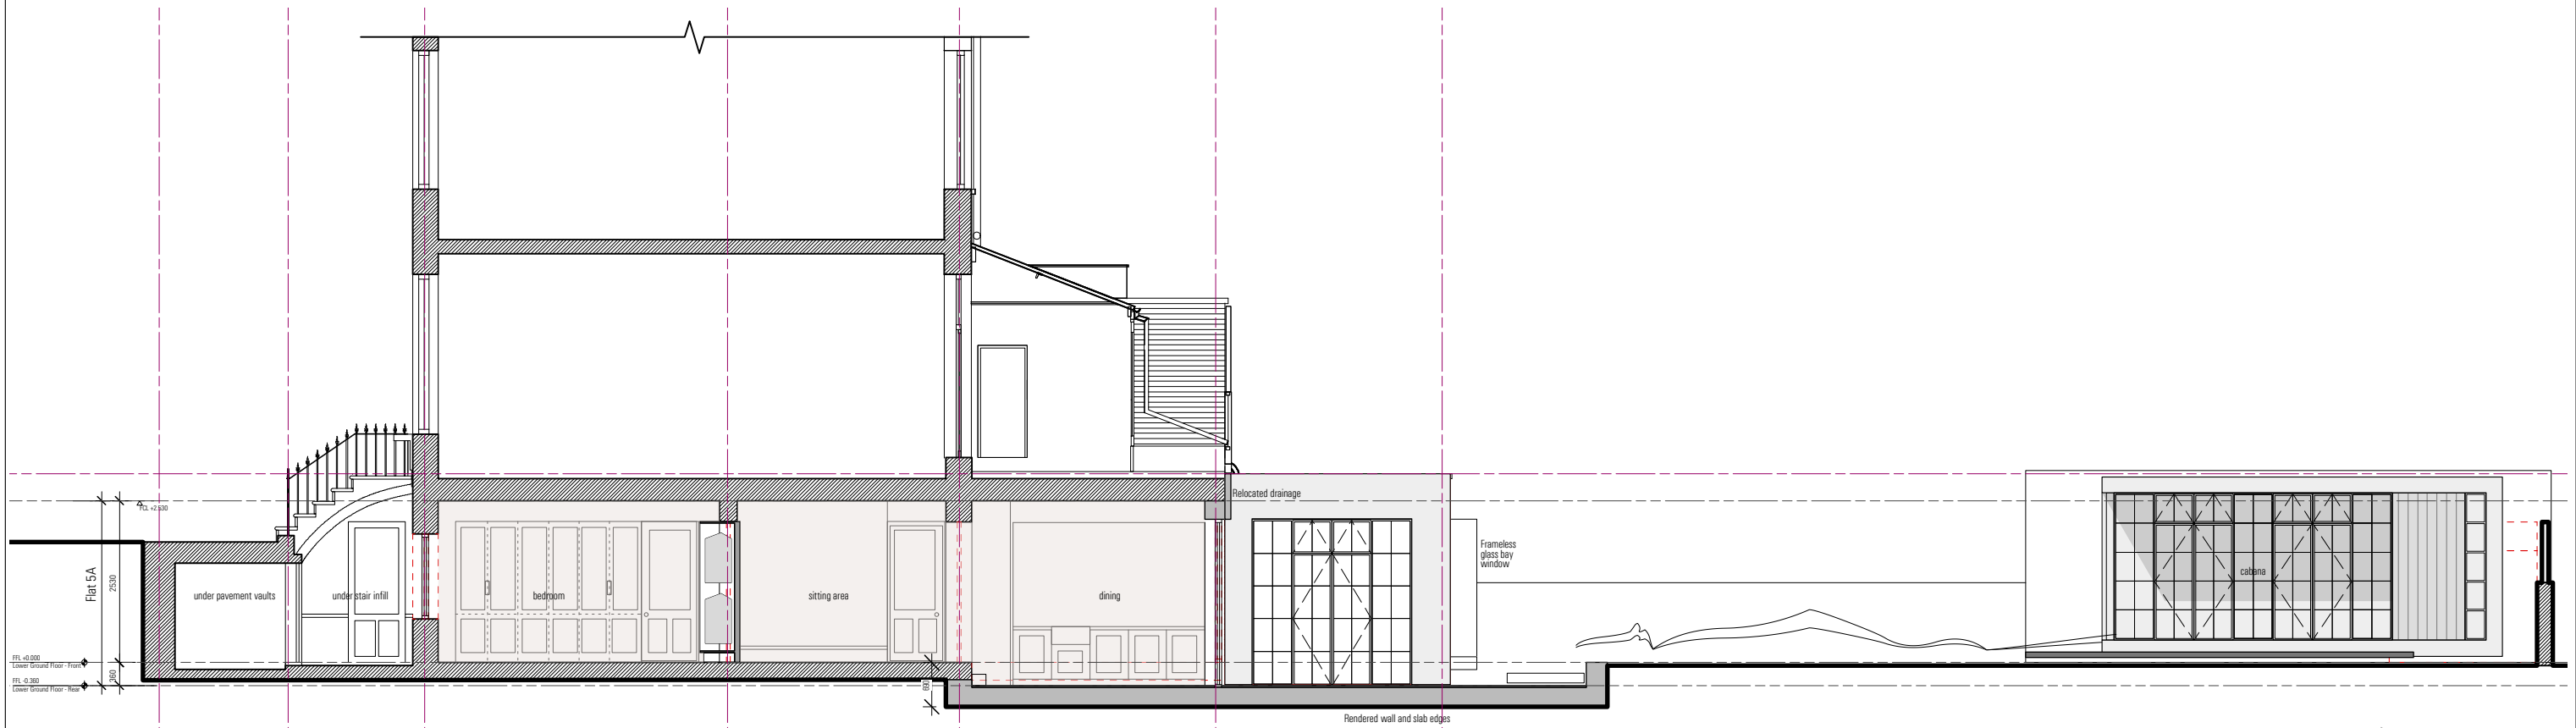 Relocated drainage
FCL +2.530
Frameless
glass bay
window
Flat 5A
2530
under pavement vaults
under stair infill
bedroom
sitting area
dining
cabana
FFL +0.000
Lower Ground Floor - Front
360
FFL -0.360
Lower Ground Floor - Rear
Rendered wall and slab edges